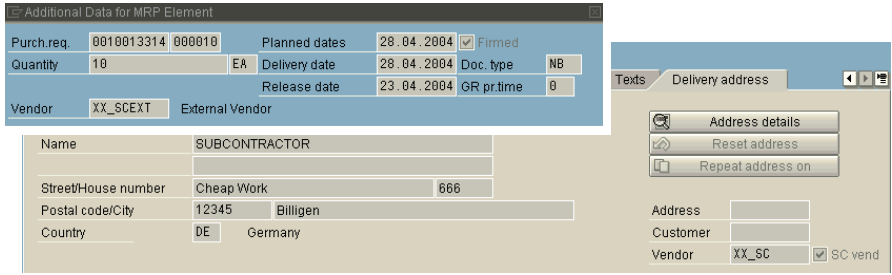 Additional Data for MRP Element
Purch.req. 0010013314 000010 Planned dates 28.04.2004 Firmed
Quantity 10 EA Delivery date 28.04.2004 Doc. type NB
Release date 23.04.2004 GR pr.time 0
Vendor XX_SCEXT External Vendor
Texts Delivery address
Address details
Name SUBCONTRACTOR Reset address
Repeat address on
Street/House number Cheap Work 666
Postal code/City 12345 Billigen Address
Country DE Germany Customer
Vendor XX_SC SC vend